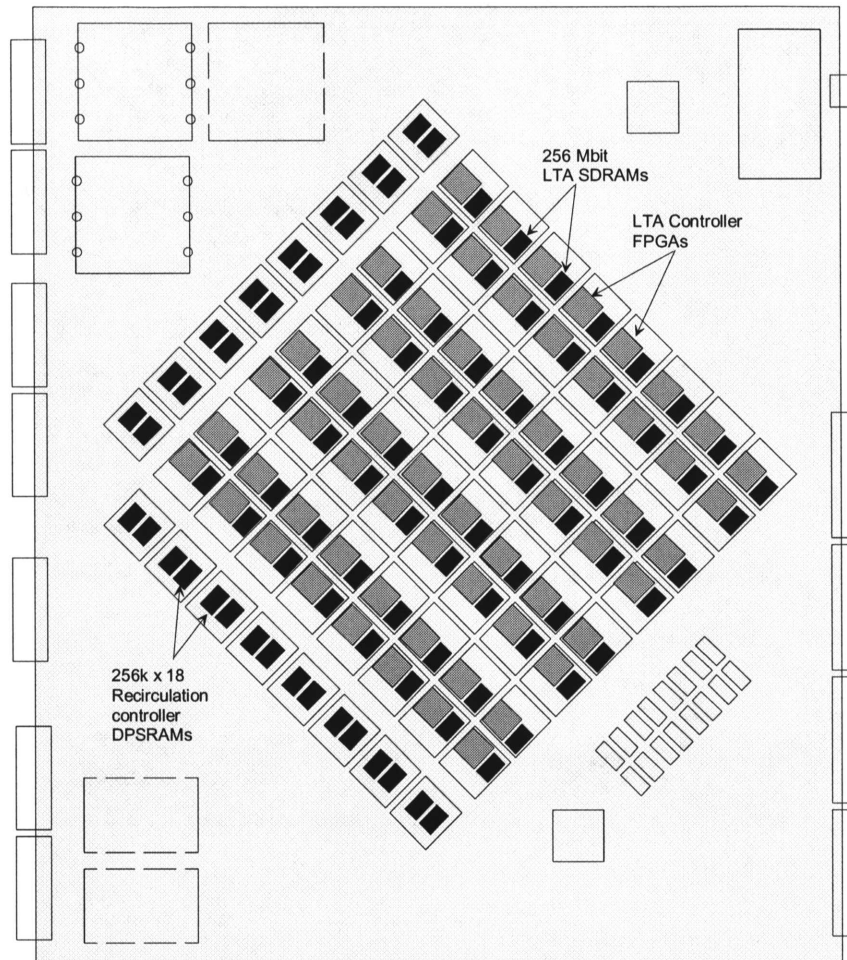 256 Mbit
LTA SDRAMs
LTA Controller
FPGAs
256k x 18
Recirculation
controller
DPSRAMs